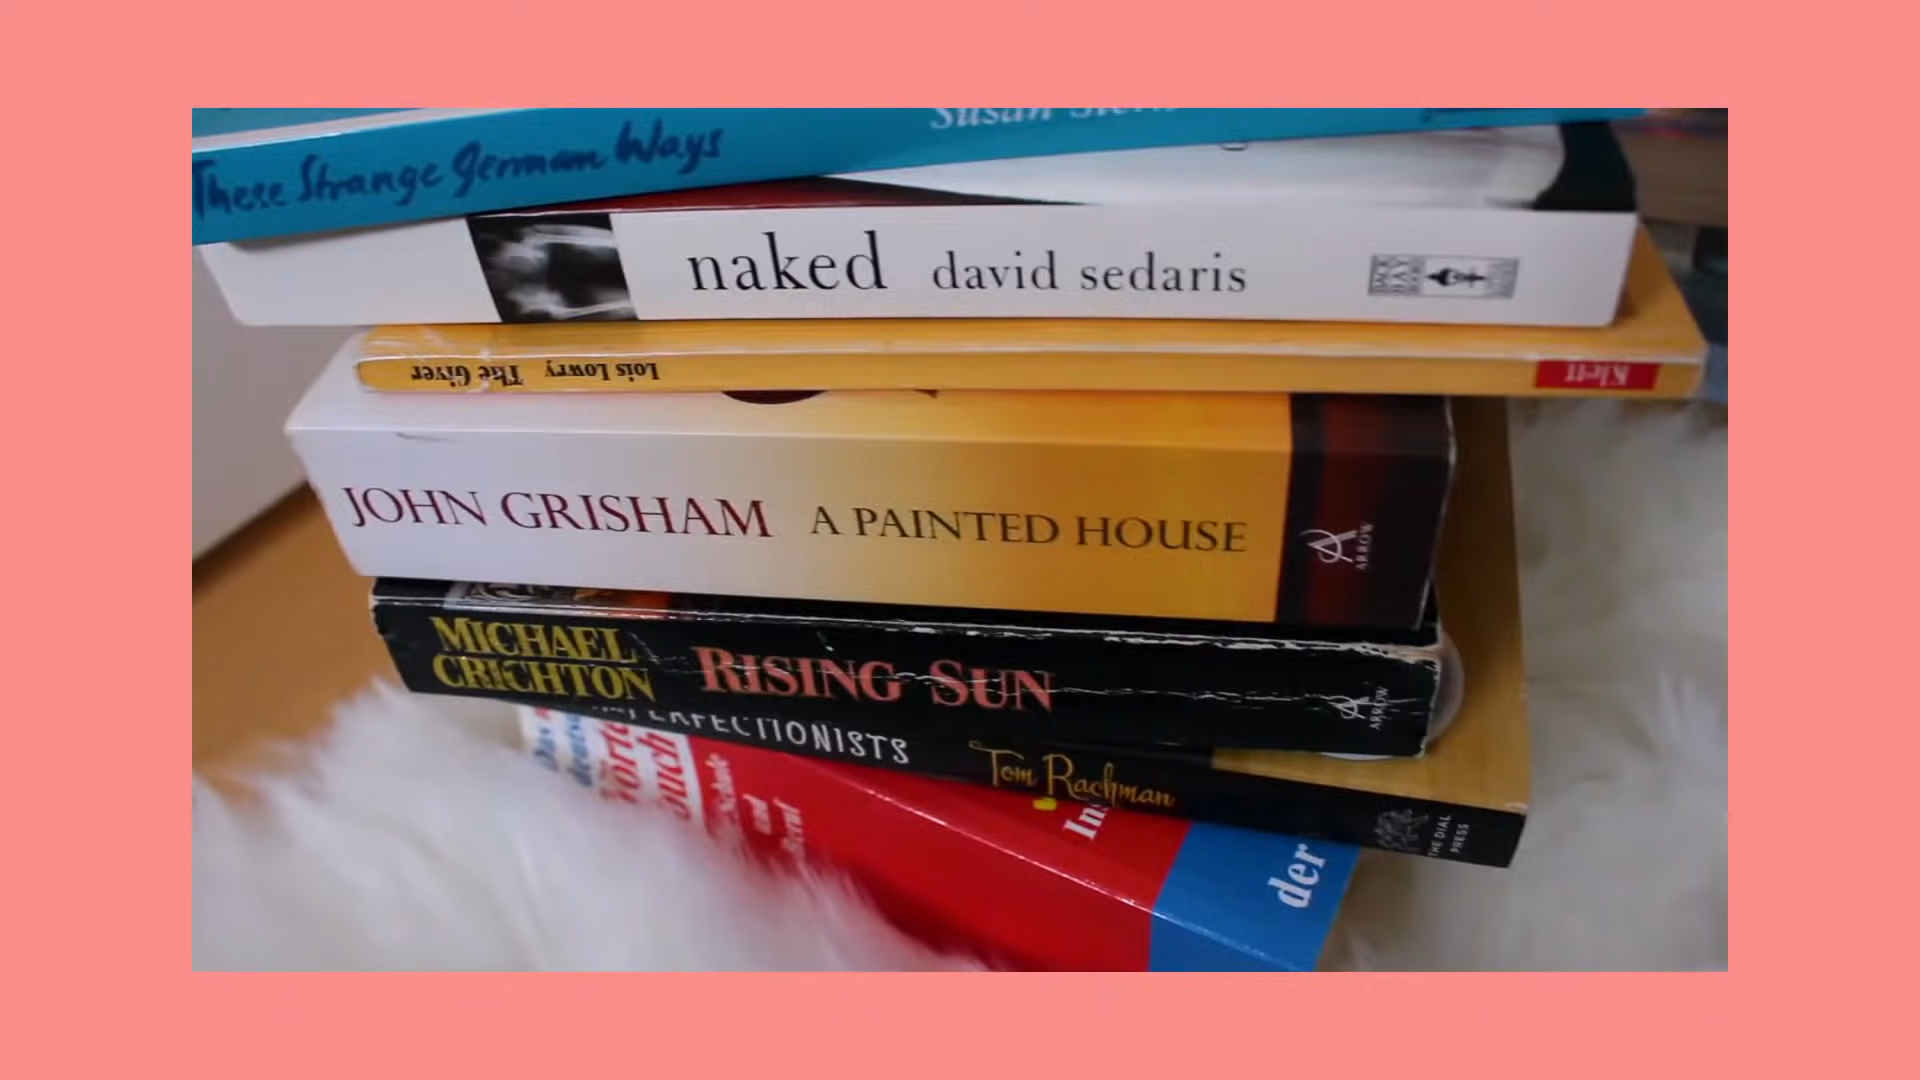 These Strange German Ways
Susan
naked david sedaris
The Giver Lois Lowry
Klett
JOHN GRISHAM A PAINTED HOUSE
ARROW
MICHAEL
CRICHTON
RISING SUN
ARROW
Tom Rachman
THE DIAL
PRESS
und
der